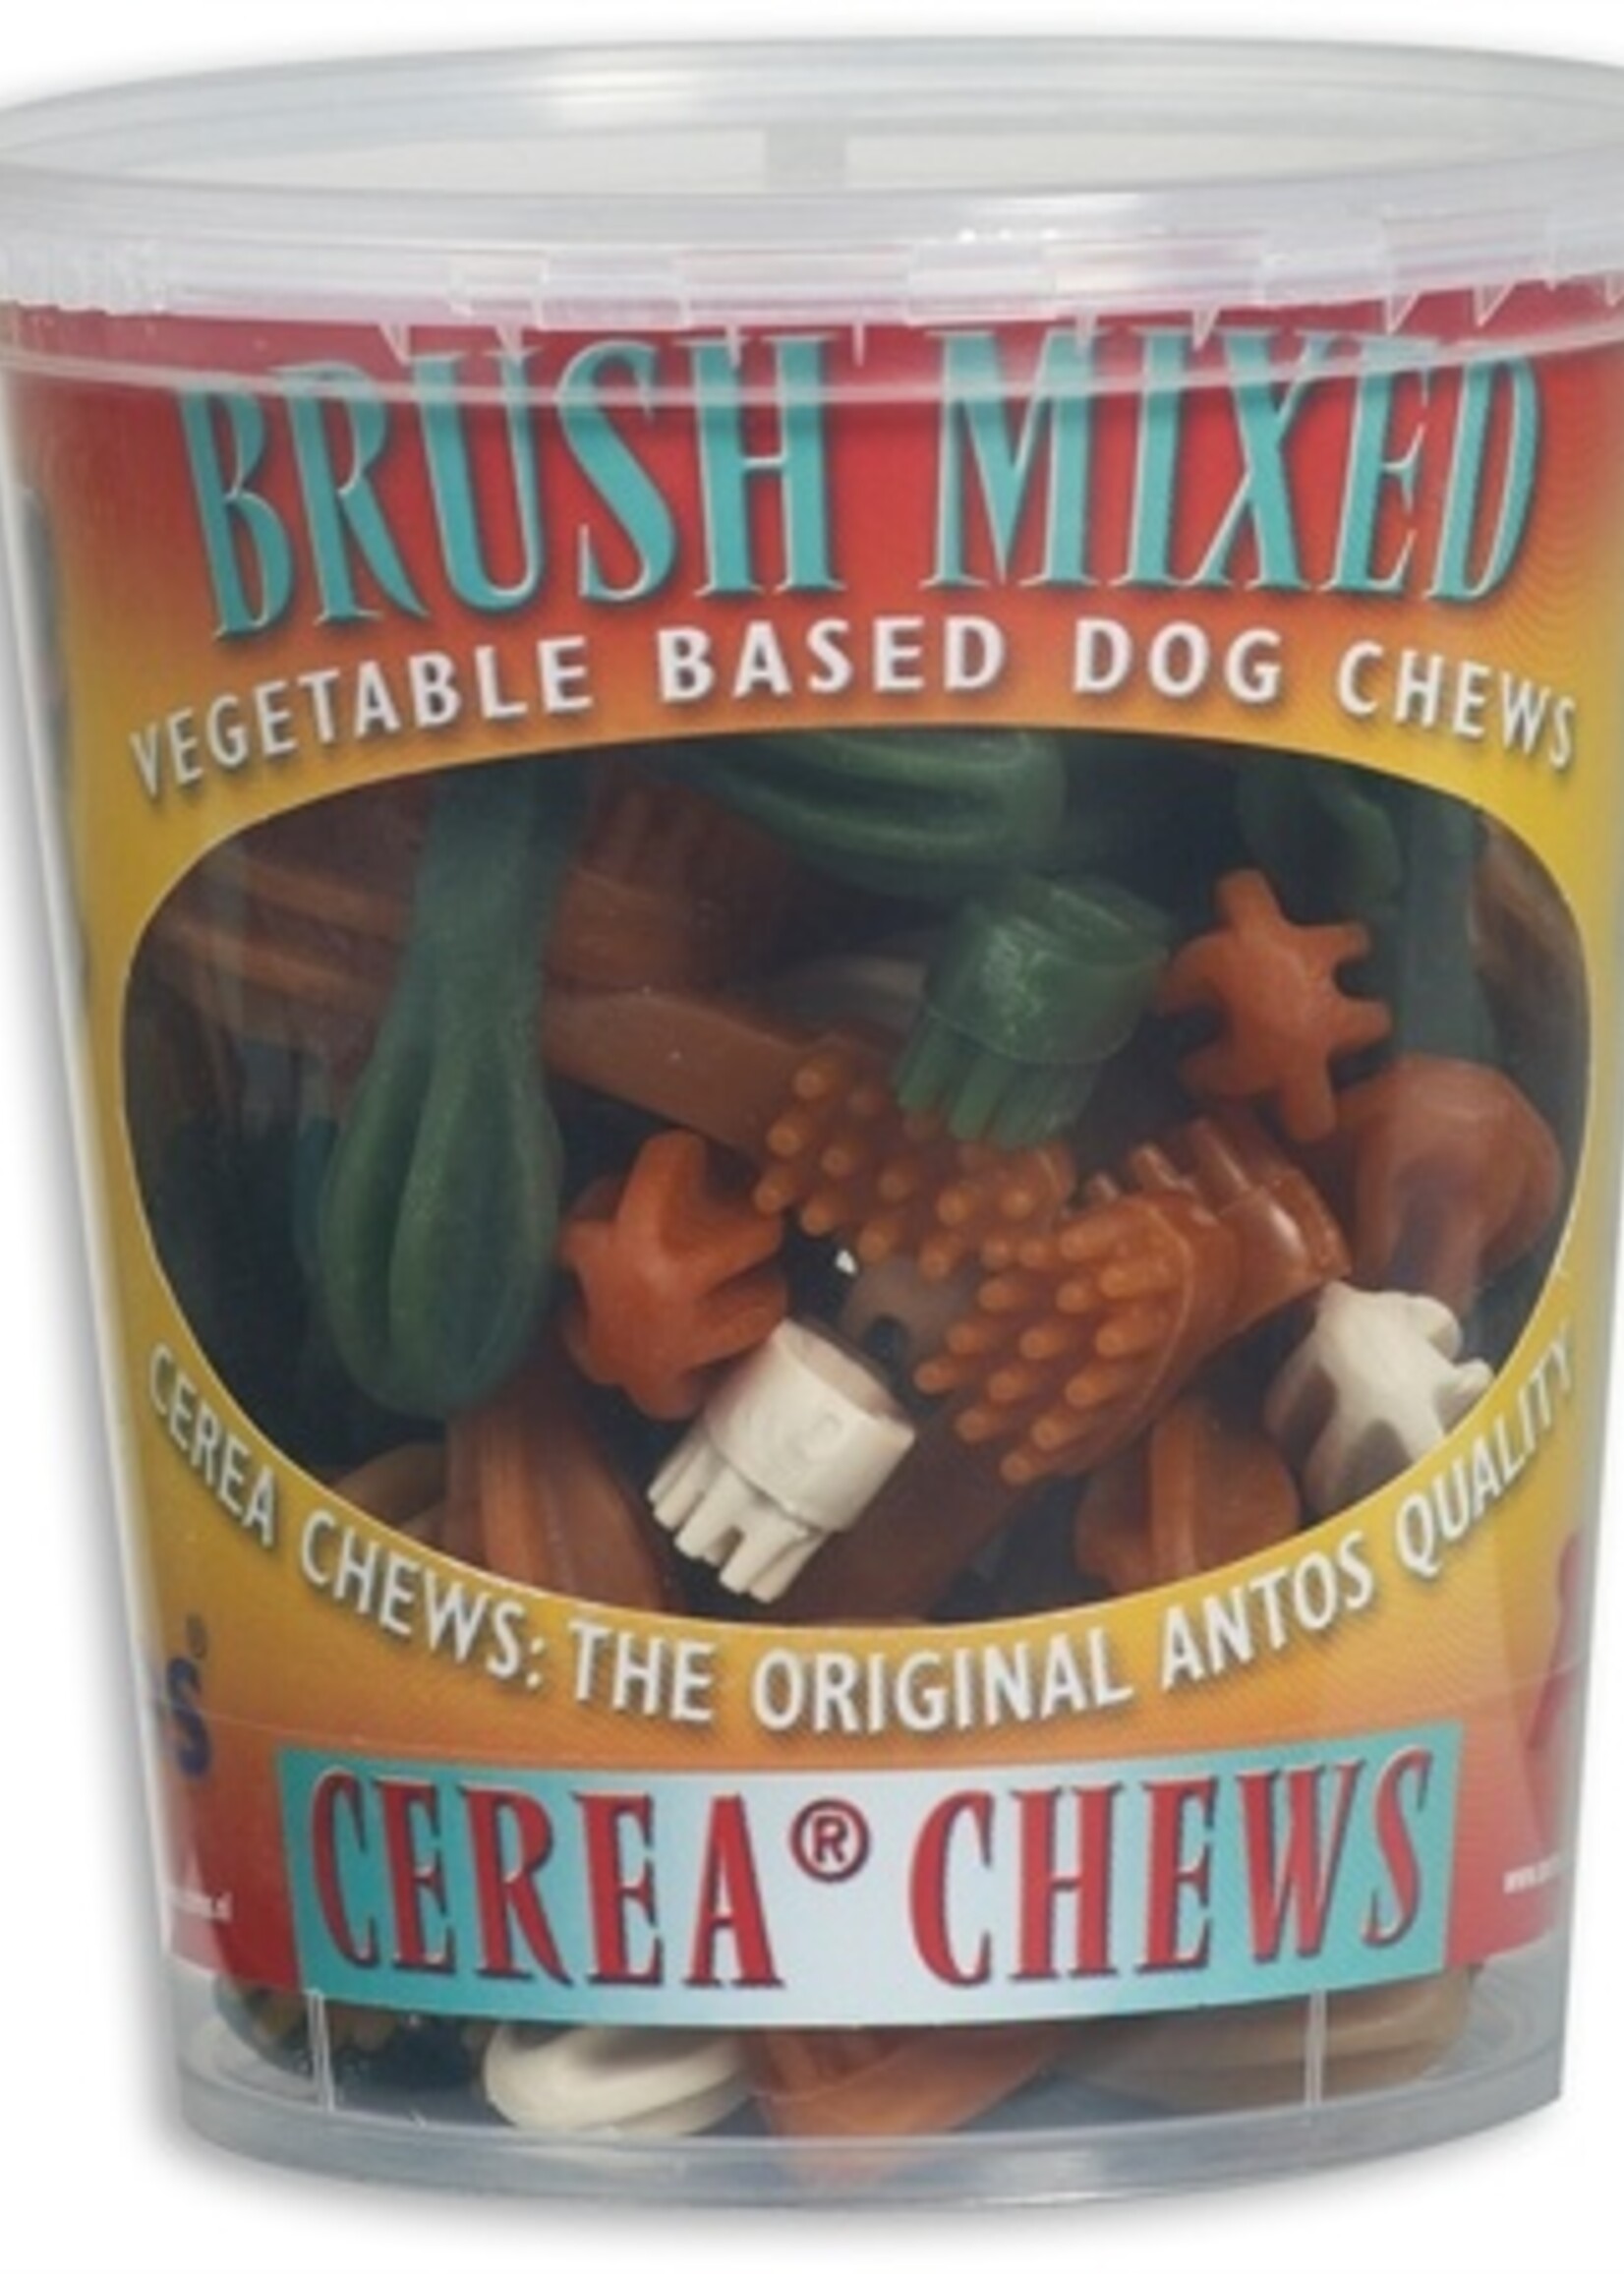 BRUSH MIXED
VEGETABLE BASED DOG CHEWS
CEREA CHEWS: THE ORIGINAL ANTOS QUALITY
CEREA® CHEWS